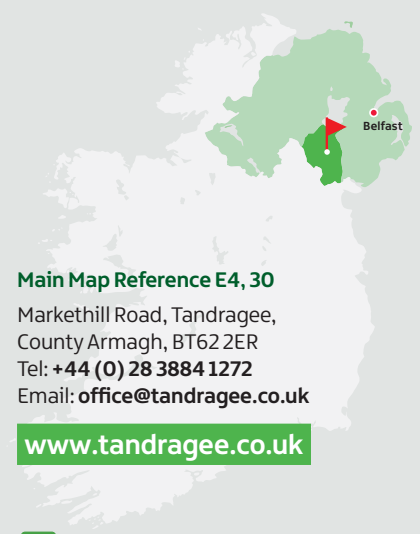 Belfast
Main Map Reference E4, 30
Markethill Road, Tandragee,
County Armagh, BT62 2ER
Tel: +44 (0) 28 3884 1272
Email: office@tandragee.co.uk
www.tandragee.co.uk